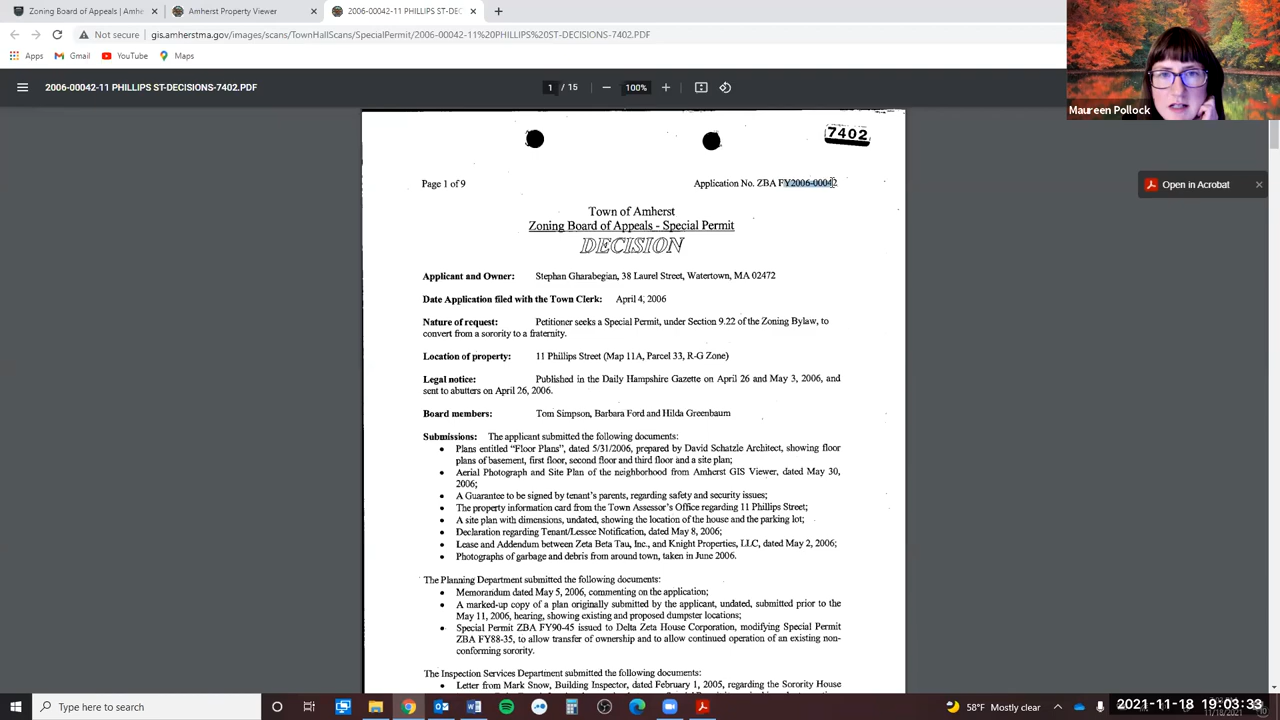 Zoning Board of Appeals | Amhers
Amherst Property Viewer
2006-00042-11 PHILLIPS ST-DEC
Not secure
gis.amherstma.gov/images/scans/TownHallScans/SpecialPermit/2006-00042-11%20PHILLIPS%20ST-DECISIONS-7402.PDF
Apps
Gmail
YouTube
Maps
2006-00042-11 PHILLIPS ST-DECISIONS-7402.PDF
1 / 15
100%
Maureen Pollock
Open in Acrobat
7402
Page 1 of 9
Application No. ZBA FY2006-00042
Town of Amherst
Zoning Board of Appeals - Special Permit
DECISION
Applicant and Owner: Stephan Gharabegian, 38 Laurel Street, Watertown, MA 02472
Date Application filed with the Town Clerk: April 4, 2006
Nature of request: Petitioner seeks a Special Permit, under Section 9.22 of the Zoning Bylaw, to
convert from a sorority to a fraternity.
Location of property: 11 Phillips Street (Map 11A, Parcel 33, R-G Zone)
Legal notice: Published in the Daily Hampshire Gazette on April 26 and May 3, 2006, and
sent to abutters on April 26, 2006.
Board members: Tom Simpson, Barbara Ford and Hilda Greenbaum
Submissions: The applicant submitted the following documents:
• Plans entitled "Floor Plans", dated 5/31/2006, prepared by David Schatzle Architect, showing floor
plans of basement, first floor, second floor and third floor and a site plan;
• Aerial Photograph and Site Plan of the neighborhood from Amherst GIS Viewer, dated May 30,
2006;
• A Guarantee to be signed by tenant's parents, regarding safety and security issues;
• The property information card from the Town Assessor's Office regarding 11 Phillips Street;
• A site plan with dimensions, undated, showing the location of the house and the parking lot;
• Declaration regarding Tenant/Lessee Notification, dated May 8, 2006;
• Lease and Addendum between Zeta Beta Tau, Inc., and Knight Properties, LLC, dated May 2, 2006;
• Photographs of garbage and debris from around town, taken in June 2006.
The Planning Department submitted the following documents:
• Memorandum dated May 5, 2006, commenting on the application;
• A marked-up copy of a plan originally submitted by the applicant, undated, submitted prior to the
May 11, 2006, hearing, showing existing and proposed dumpster locations;
• Special Permit ZBA FY90-45 issued to Delta Zeta House Corporation, modifying Special Permit
ZBA FY88-35, to allow transfer of ownership and to allow continued operation of an existing non-
conforming sorority.
The Inspection Services Department submitted the following documents:
• Letter from Mark Snow, Building Inspector, dated February 1, 2005, regarding the Sorority House
Type here to search
58°F Mostly clear
2021-11-18 19:03:33